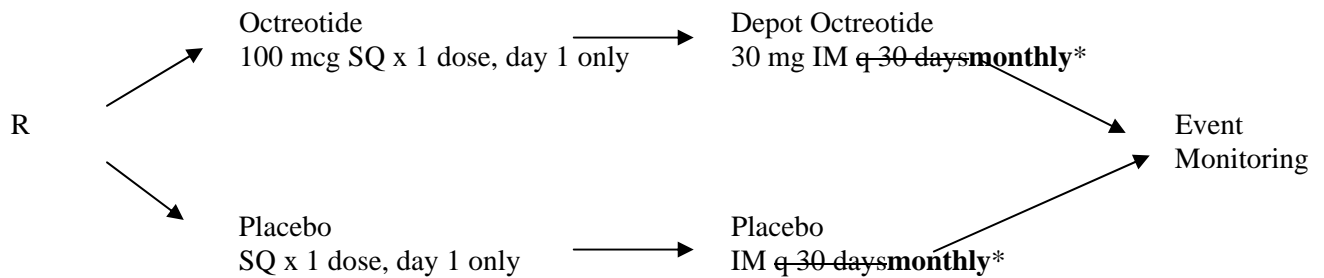 Octreotide
100 mcg SQ x 1 dose, day 1 only
Depot Octreotide
30 mg IM q 30 daysmonthly*
R
Event
Monitoring
Placebo
SQ x 1 dose, day 1 only
Placebo
IM q 30 daysmonthly*